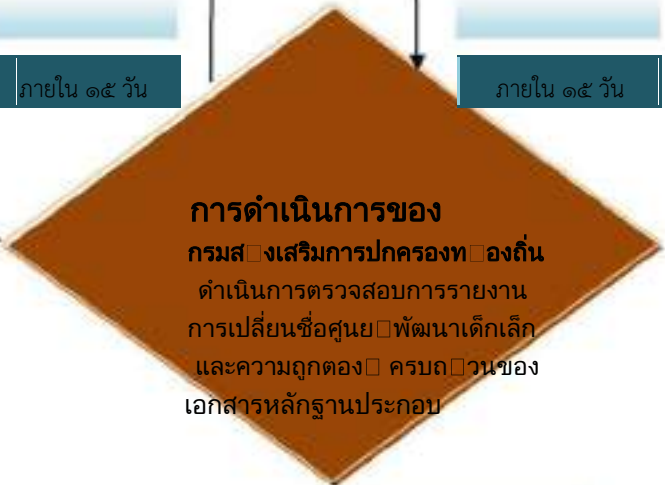 ภายใน ๑๕ วัน
ภายใน ๑๕ วัน
การดำเนินการของ
กรมส□งเสริมการปกครองท□องถิ่น
ดำเนินการตรวจสอบการรายงาน
การเปลี่ยนชื่อศูนย□พัฒนาเด็กเล็ก
และความถูกตอง□ ครบถ□วนของ
เอกสารหลักฐานประกอบ